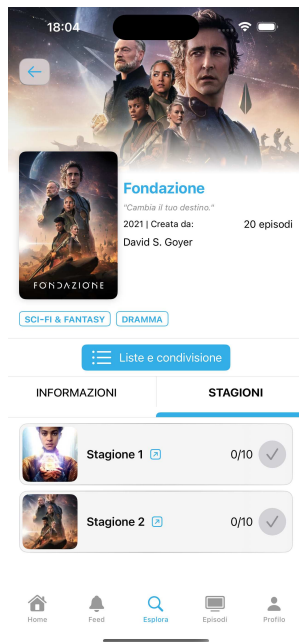 18:04
Fondazione
"Cambia il tuo destino."
2021 | Creata da:
20 episodi
David S. Goyer
FONDAZIONE
SCI-FI & FANTASY
DRAMMA
Liste e condivisione
INFORMAZIONI
STAGIONI
Stagione 1
0/10
Stagione 2
0/10
Home
Feed
Esplora
Episodi
Profilo